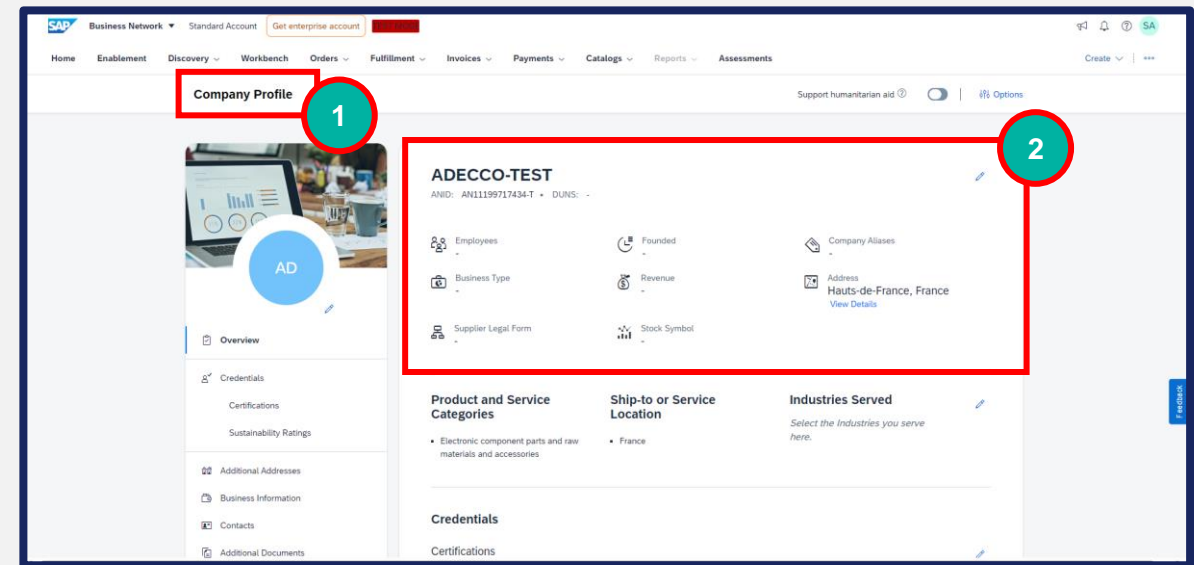 SAP Business Network Standard Account Get enterprise account TEST MODE SA
Home Enablement Discovery Workbench Orders Fulfillment Invoices Payments Catalogs Reports Assessments Create
Company Profile Support humanitarian aid Options
1
2
ADECCO-TEST
ANID: AN11199717434-T • DUNS: -
Employees
-
Founded
-
Company Aliases
-
Business Type
-
Revenue
-
Address
Hauts-de-France, France
View Details
Supplier Legal Form
-
Stock Symbol
-
AD
Overview
Credentials
Certifications
Sustainability Ratings
Additional Addresses
Business Information
Contacts
Additional Documents
Product and Service
Categories
• Electronic component parts and raw
materials and accessories
Ship-to or Service
Location
• France
Industries Served
Select the Industries you serve
here.
Credentials
Certifications
Feedback